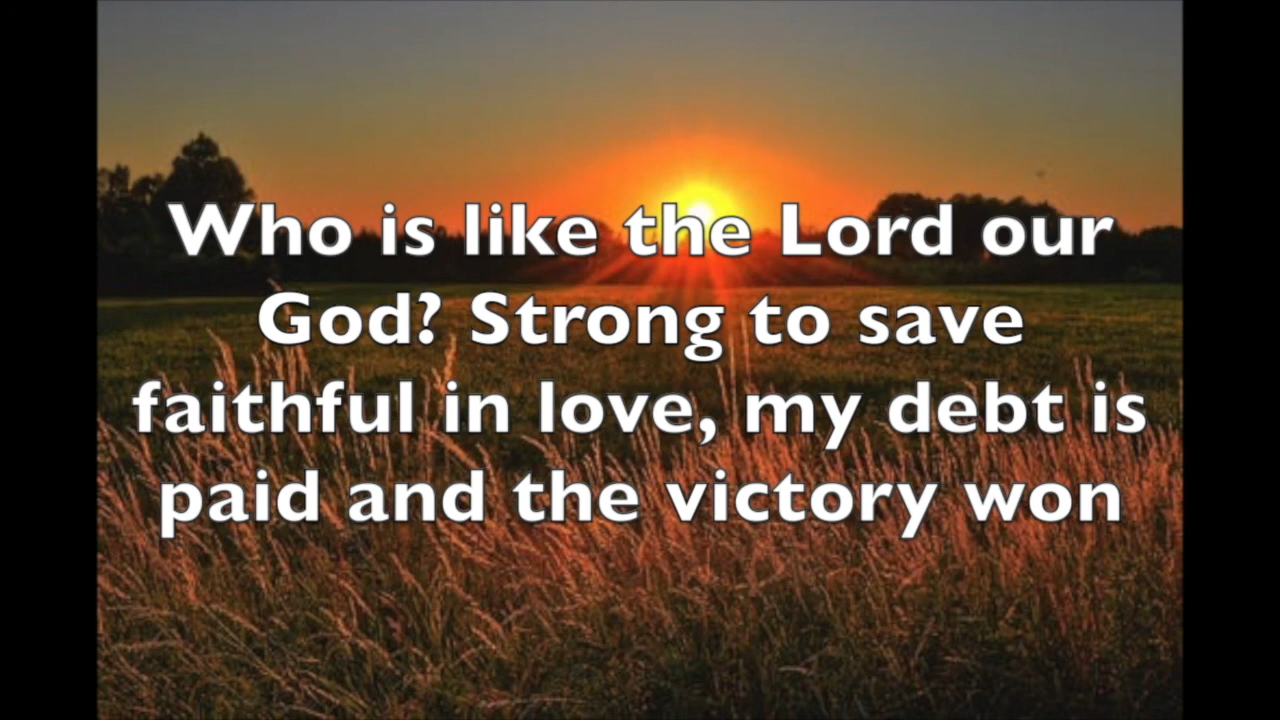 Who is like the Lord our
God? Strong to save
faithful in love, my debt is
paid and the victory won